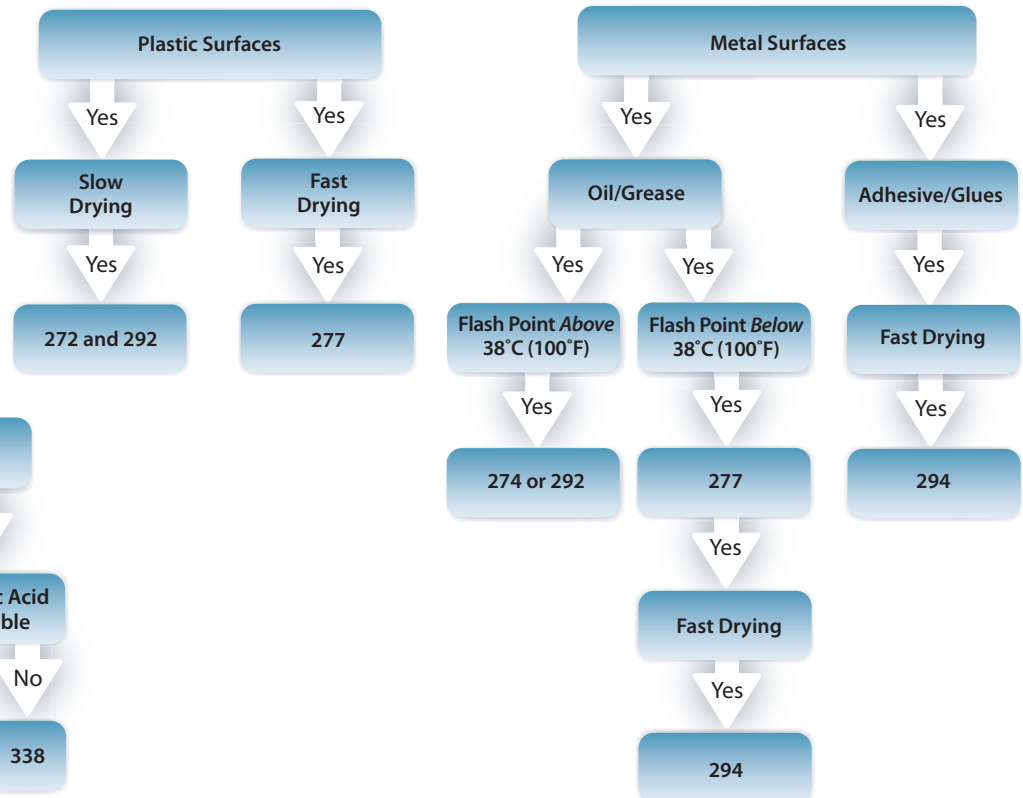 Plastic Surfaces
Yes
Yes
Slow
Drying
Fast
Drying
Yes
Yes
272 and 292
277
Acid
No
338
Metal Surfaces
Yes
Yes
Oil/Grease
Adhesive/Glues
Yes
Yes
Yes
Flash Point Above
38˚C (100˚F)
Flash Point Below
38˚C (100˚F)
Fast Drying
Yes
Yes
Yes
274 or 292
277
294
Yes
Fast Drying
Yes
294